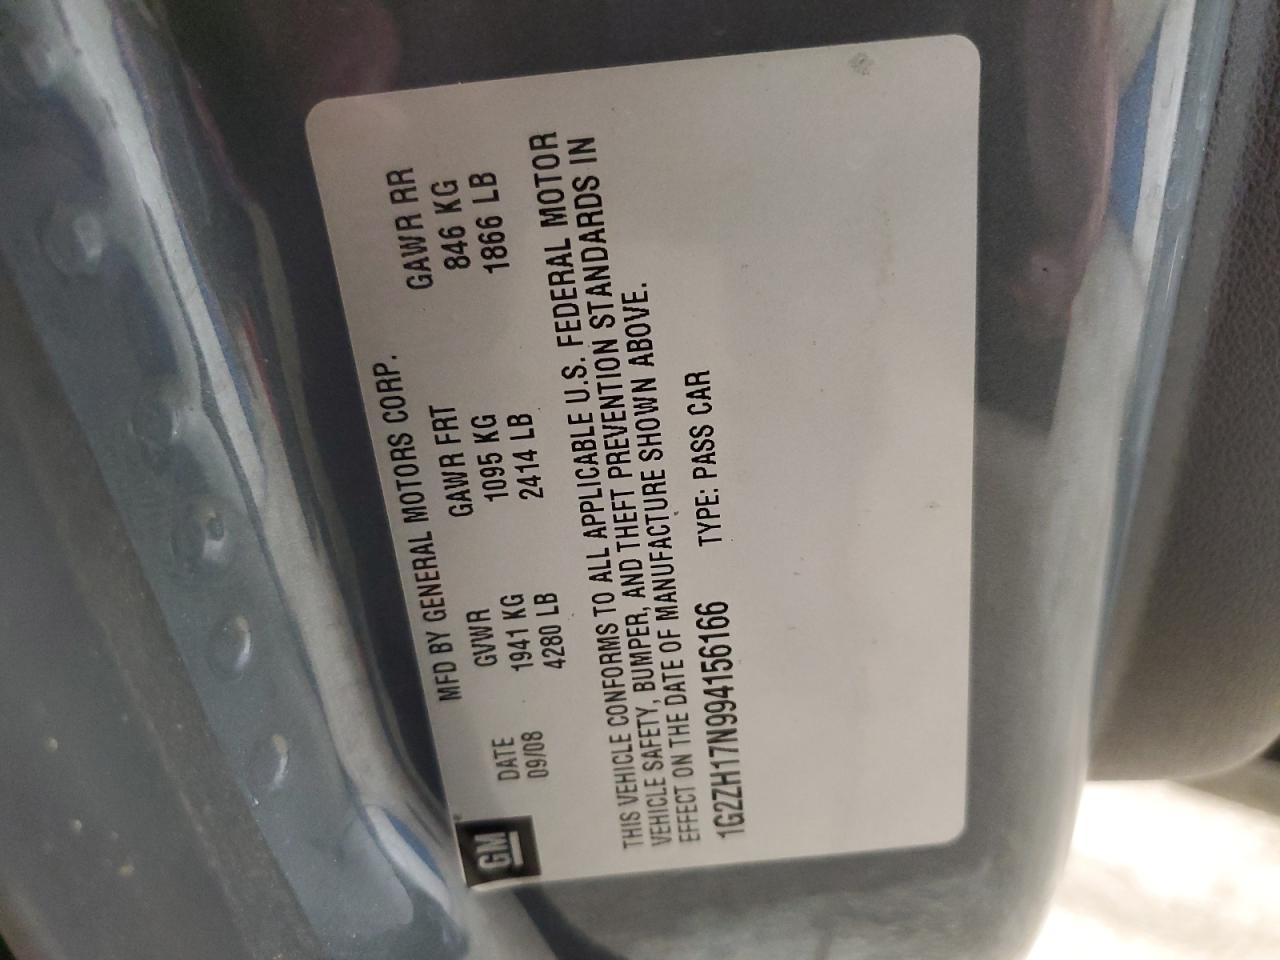 GM
MFD BY GENERAL MOTORS CORP.
DATE GVWR GAWR FRT GAWR RR
09/08 1941 KG 1095 KG 846 KG
4280 LB 2414 LB 1866 LB
THIS VEHICLE CONFORMS TO ALL APPLICABLE U.S. FEDERAL MOTOR
VEHICLE SAFETY, BUMPER, AND THEFT PREVENTION STANDARDS IN
EFFECT ON THE DATE OF MANUFACTURE SHOWN ABOVE.
1G2ZH17N994156166 TYPE: PASS CAR